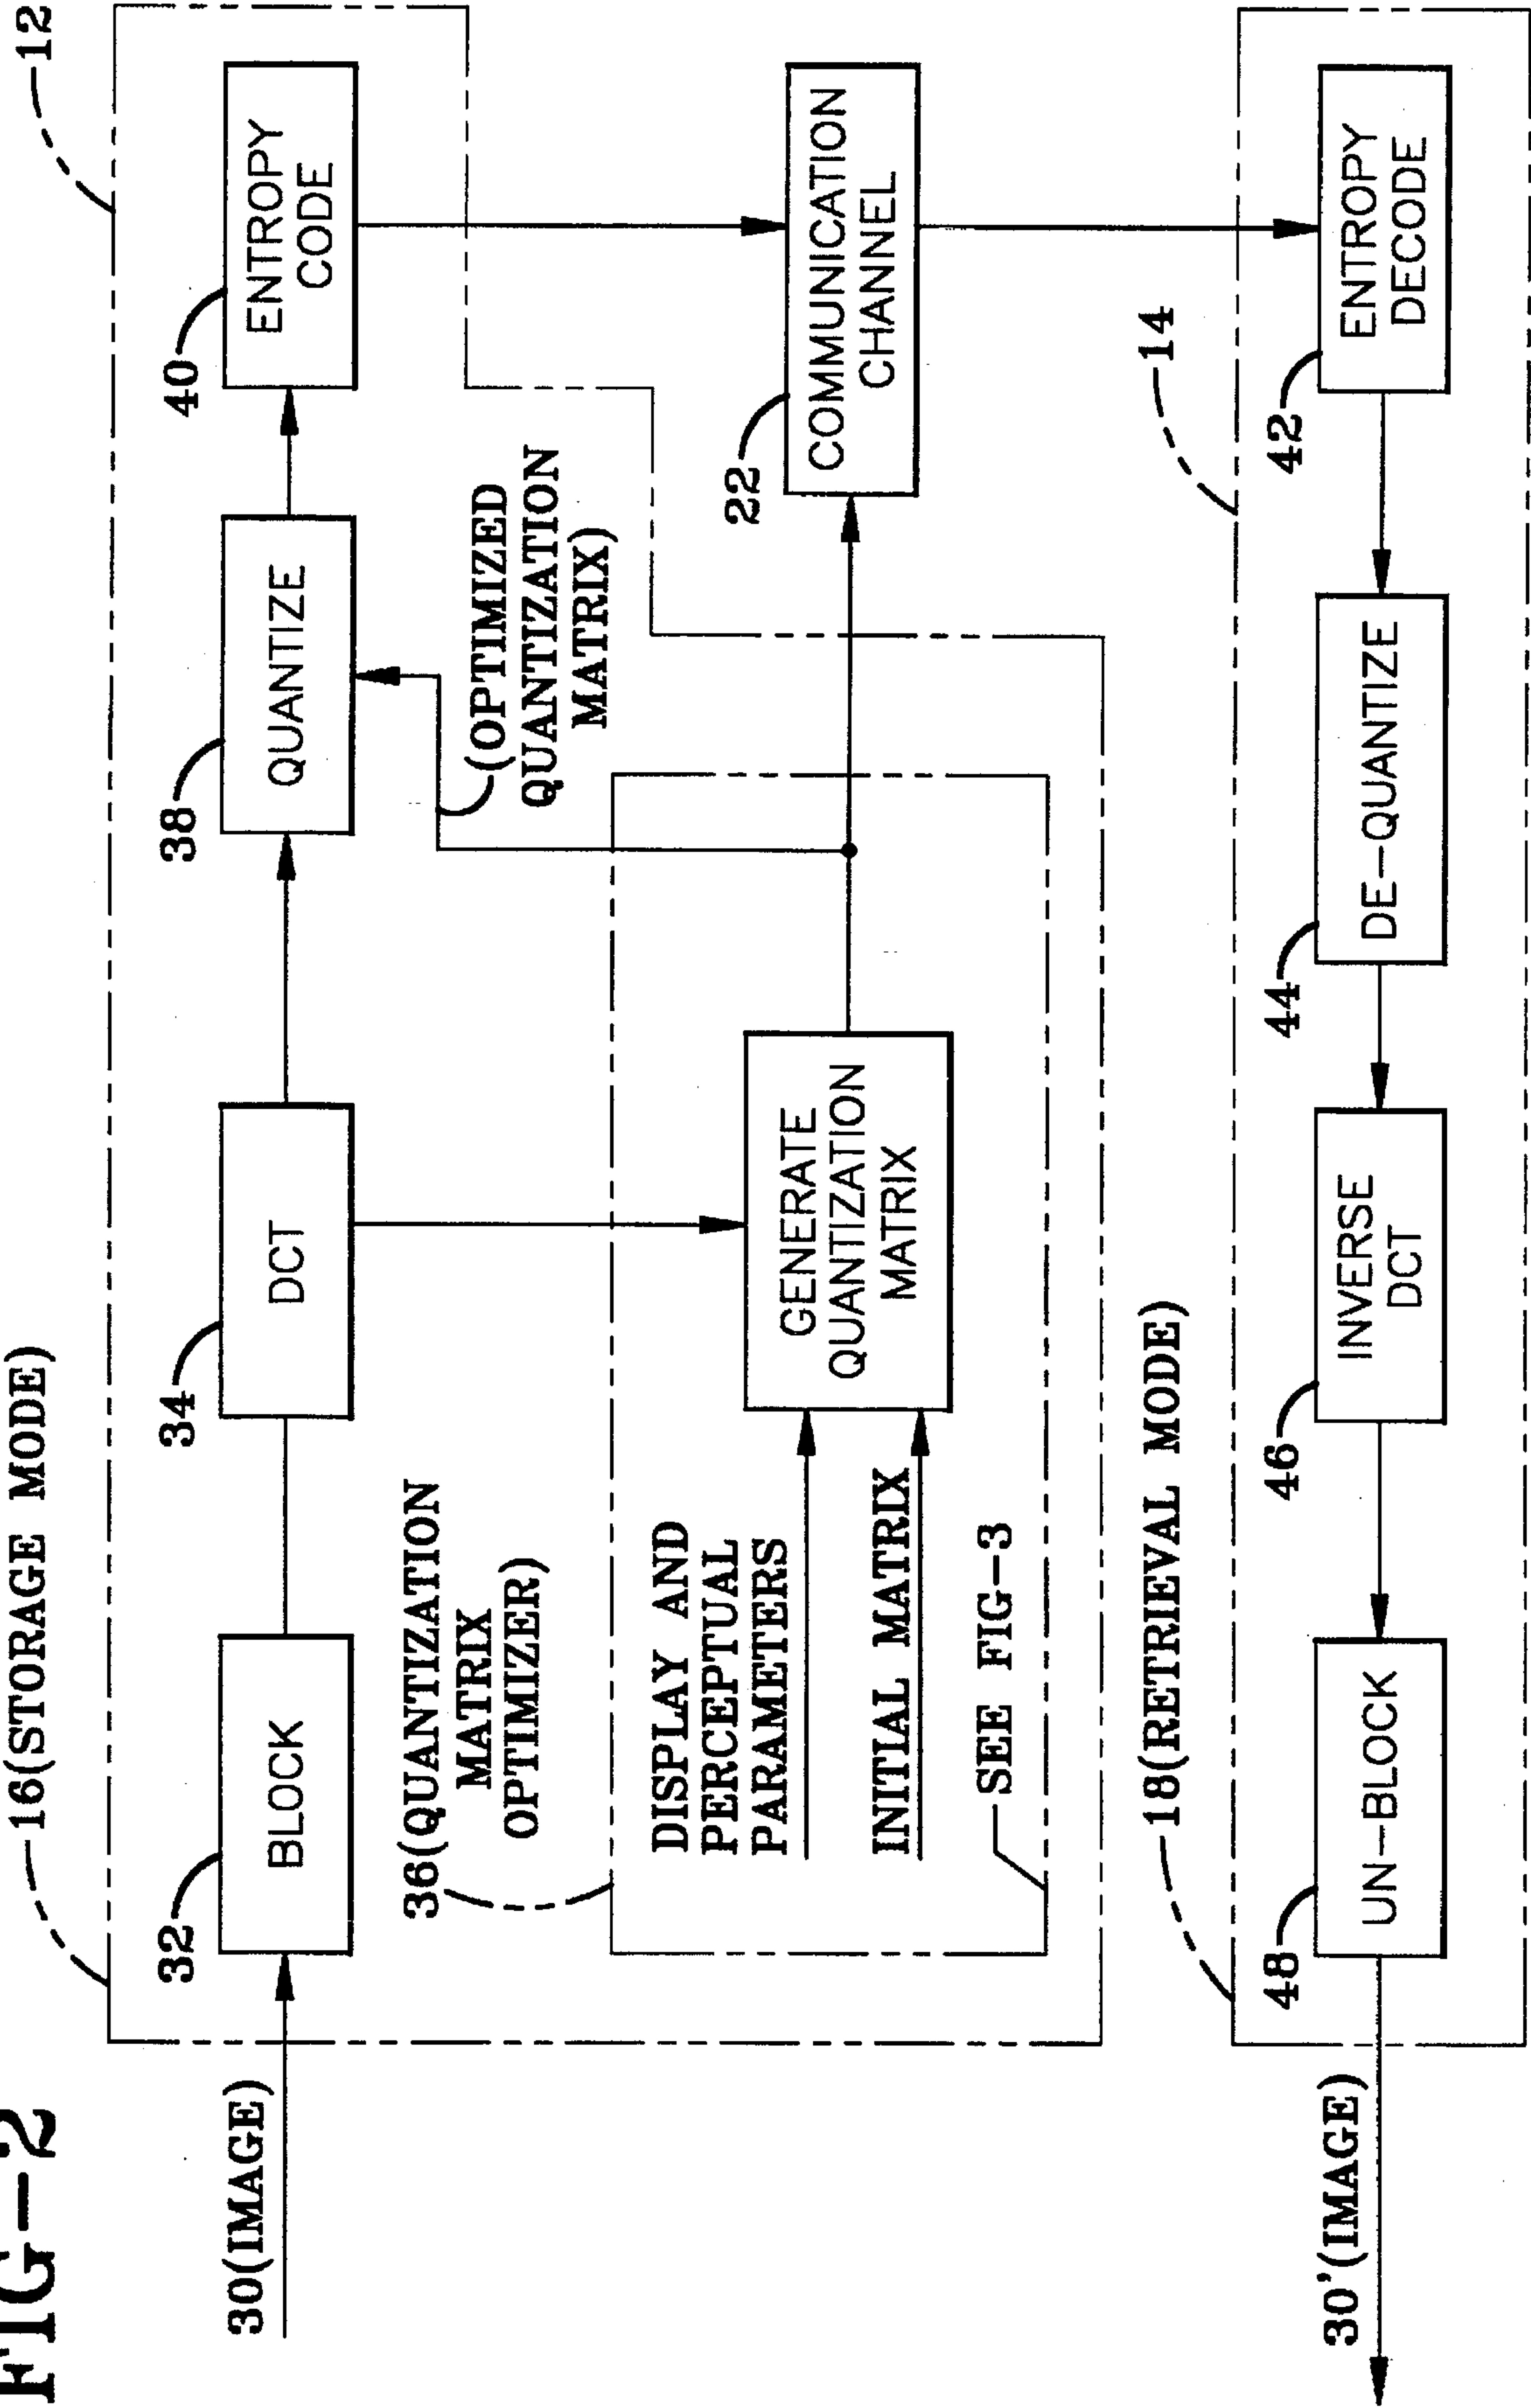 FIG-2
16(STORAGE MODE)
12
30(IMAGE)
32
BLOCK
34
DCT
38
QUANTIZE
40
ENTROPY
CODE
36(QUANTIZATION
MATRIX
OPTIMIZER)
(OPTIMIZED
QUANTIZATION
MATRIX)
DISPLAY AND
PERCEPTUAL
PARAMETERS
INITIAL MATRIX
GENERATE
QUANTIZATION
MATRIX
22
COMMUNICATION
CHANNEL
SEE FIG-3
18(RETRIEVAL MODE)
14
30'(IMAGE)
48
UN-BLOCK
46
INVERSE
DCT
44
DE-QUANTIZE
42
ENTROPY
DECODE